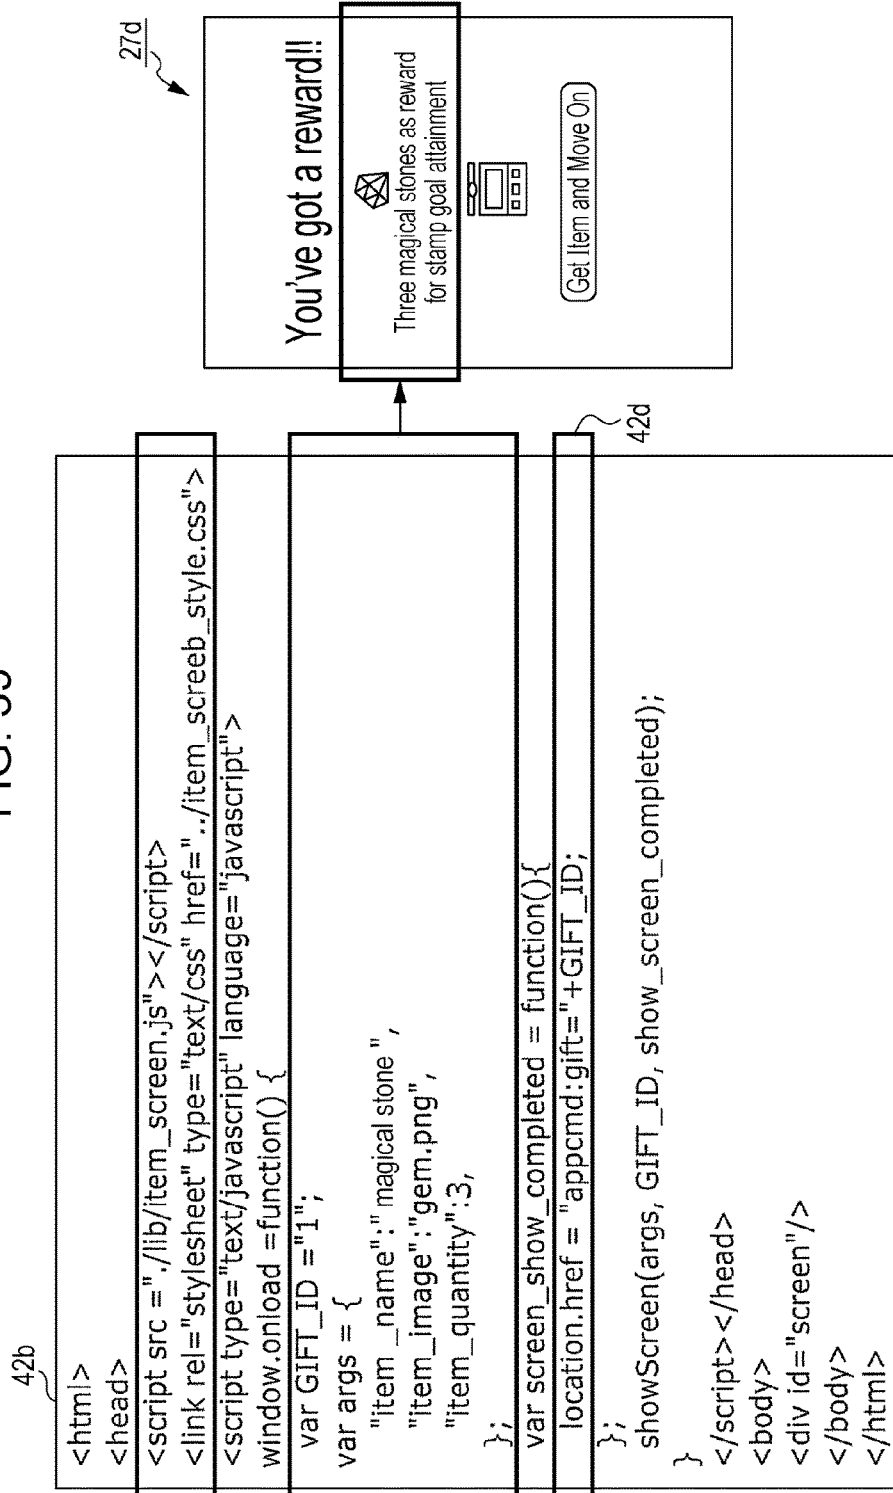 FIG.
42b
<html>
<head>
<script src ="./lib/item_screen.js"></script>
<link rel="stylesheet" type="text/css" href="../item_screeb_style.css">
<script type="text/javascript" language="javascript">
window.onload =function() {
var GIFT_ID ="1";
var args = {
"item _name":" magical stone ",
"item_image":"gem.png",
"item_quantity":3,
};
var screen_show_completed = function(){
location.href = "appcmd:gift="+GIFT_ID;
};
showScreen(args, GIFT_ID, show_screen_completed);
}
</script></head>
<body>
<div id="screen"/>
</body>
</html>
42d
27d
You've got a reward!!
Three magical stones as reward
for stamp goal attainment
Get Item and Move On